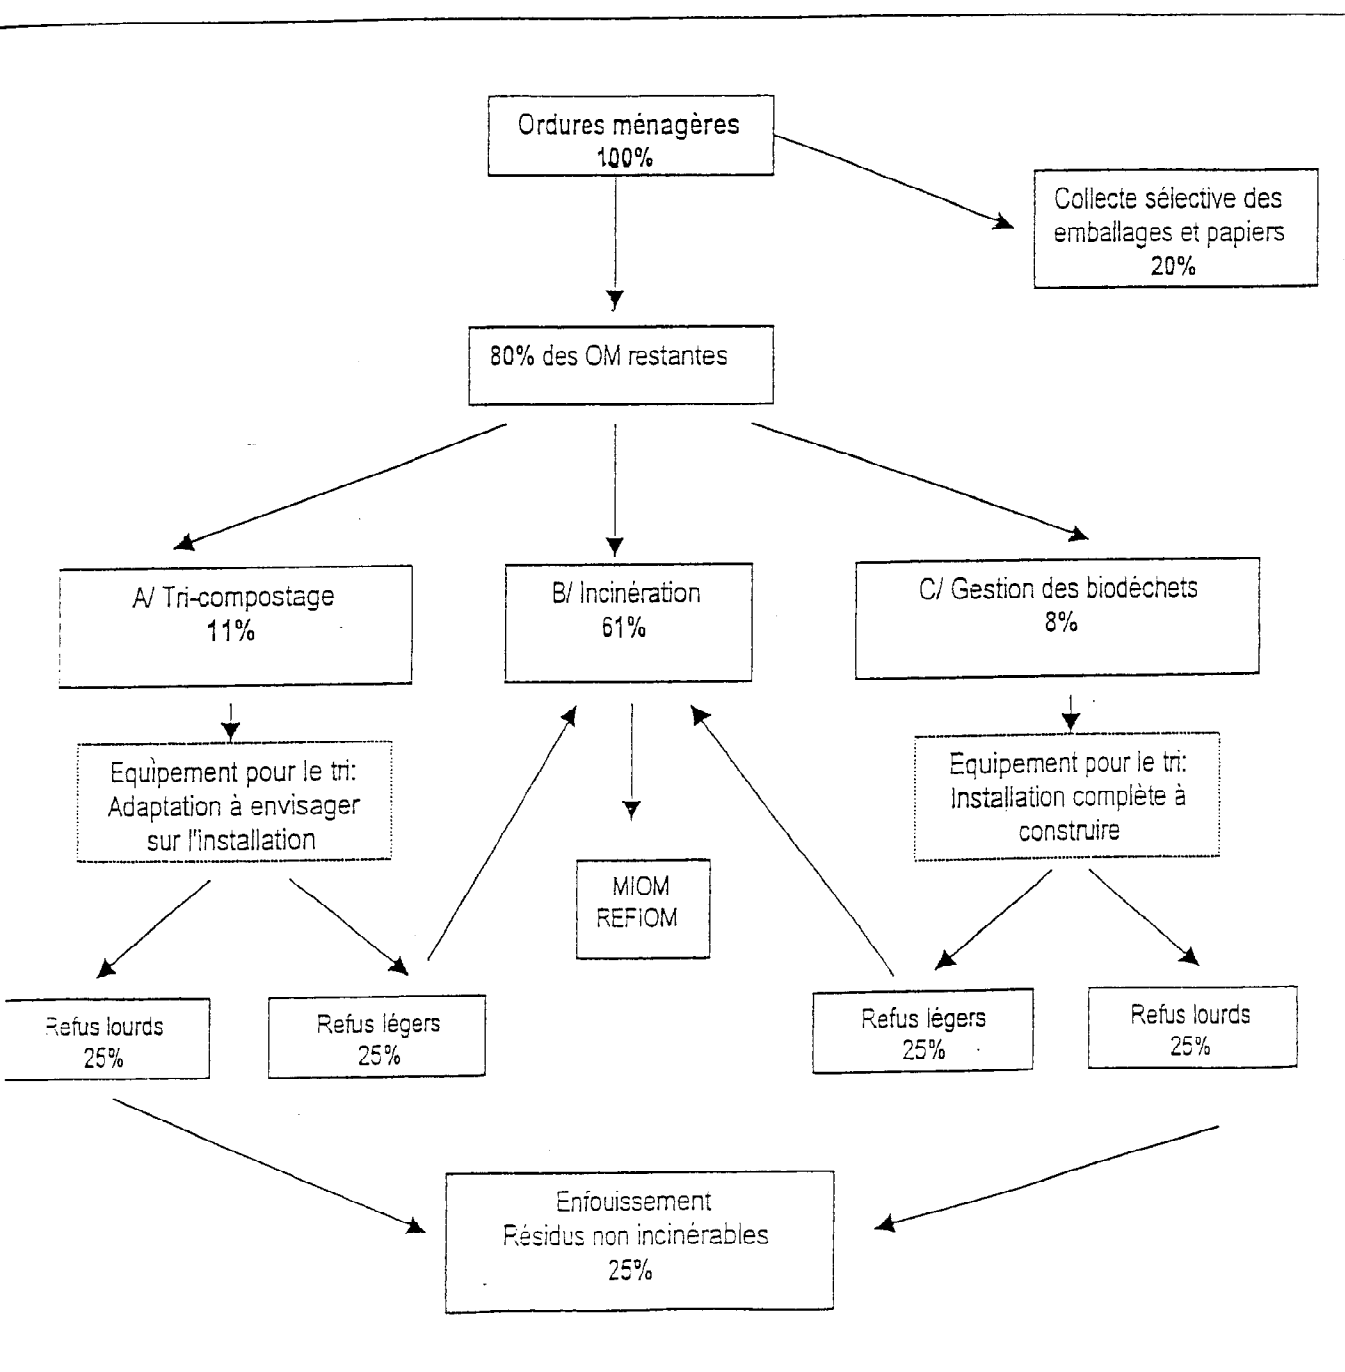 Ordures ménagères
100%
Collecte sélective des
emballages et papiers
20%
80% des OM restantes
A/ Tri-compostage
11%
B/ Incinération
61%
C/ Gestion des biodéchets
8%
Equipement pour le tri:
Adaptation à envisager
sur l'installation
Equipement pour le tri:
Installation complète à
construire
MIOM
REFIOM
Refus lourds
25%
Refus légers
25%
Refus légers
25%
Refus lourds
25%
Enfouissement
Résidus non incinérables
25%